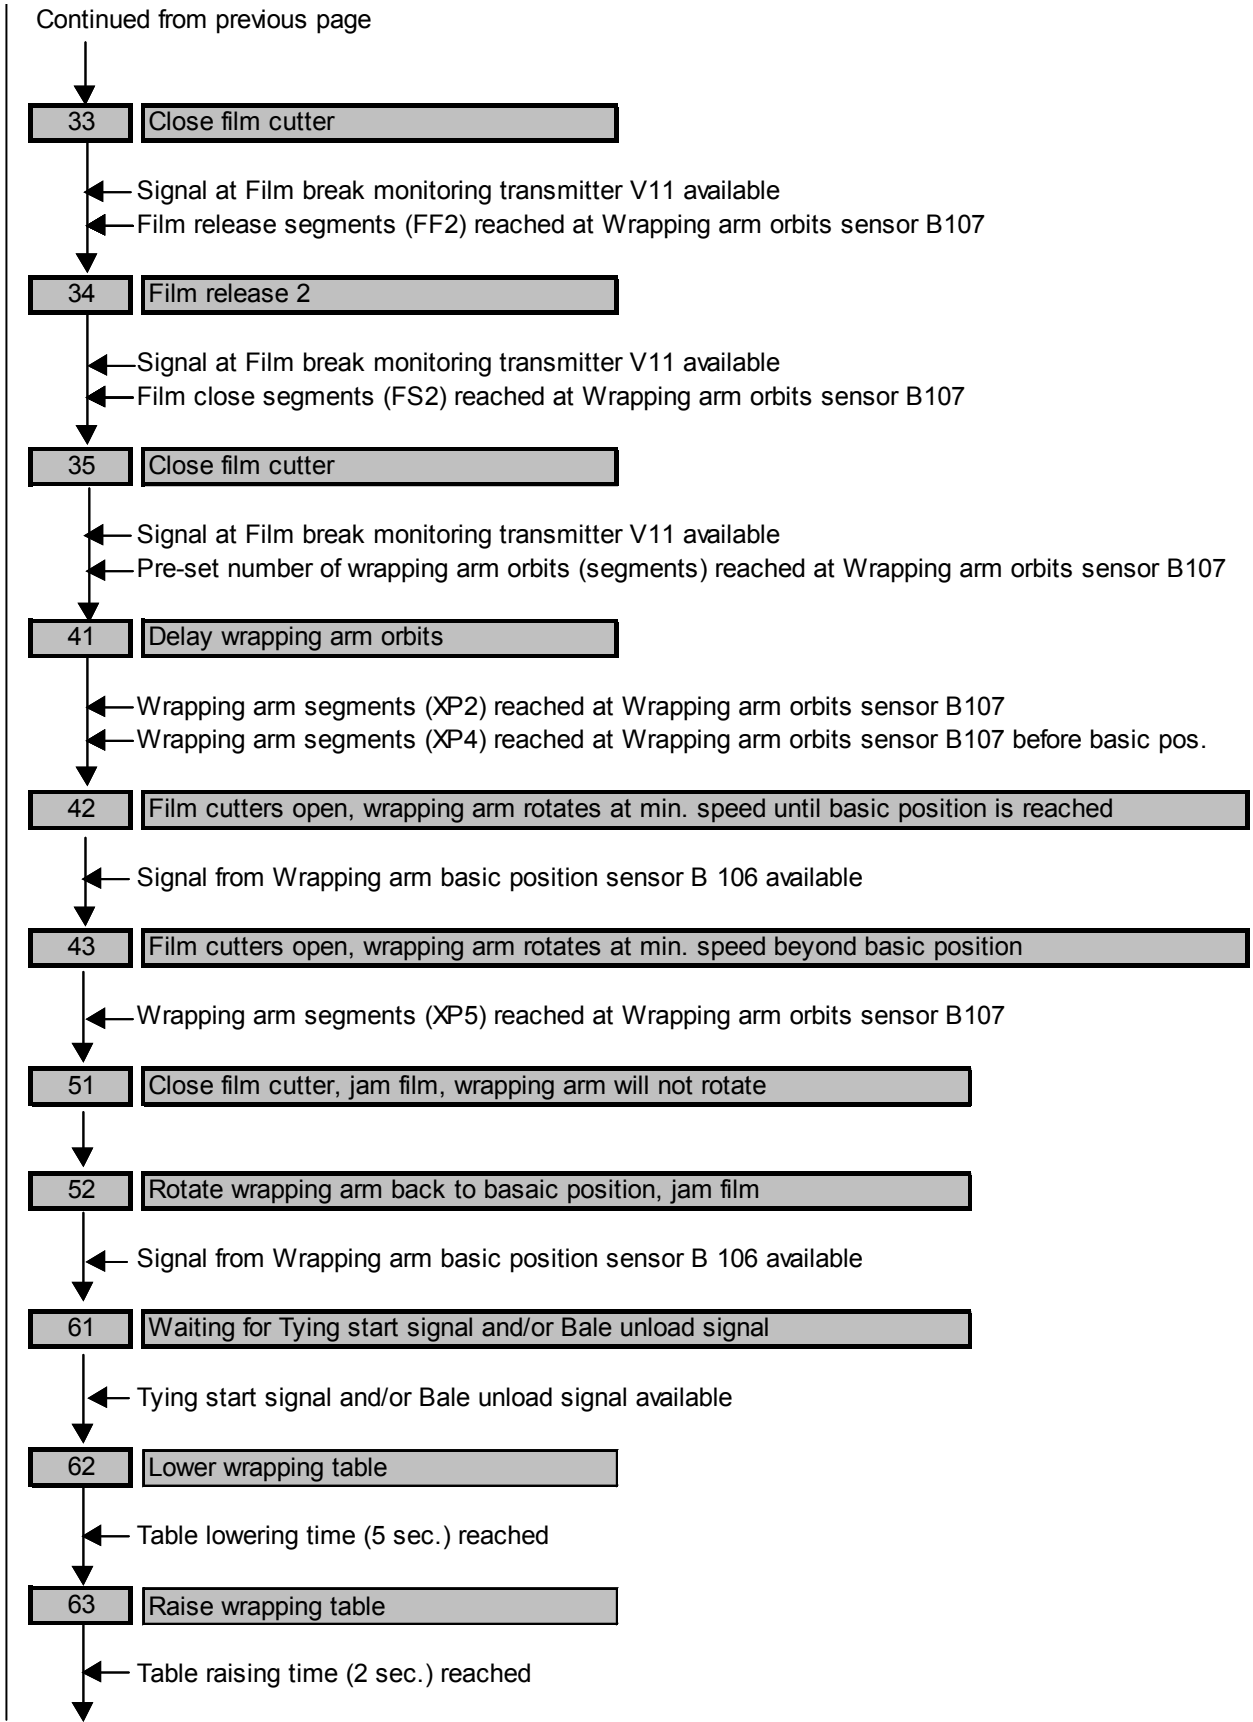 Continued from previous page
33 Close film cutter
Signal at Film break monitoring transmitter V11 available
Film release segments (FF2) reached at Wrapping arm orbits sensor B107
34 Film release 2
Signal at Film break monitoring transmitter V11 available
Film close segments (FS2) reached at Wrapping arm orbits sensor B107
35 Close film cutter
Signal at Film break monitoring transmitter V11 available
Pre-set number of wrapping arm orbits (segments) reached at Wrapping arm orbits sensor B107
41 Delay wrapping arm orbits
Wrapping arm segments (XP2) reached at Wrapping arm orbits sensor B107
Wrapping arm segments (XP4) reached at Wrapping arm orbits sensor B107 before basic pos.
42 Film cutters open, wrapping arm rotates at min. speed until basic position is reached
Signal from Wrapping arm basic position sensor B 106 available
43 Film cutters open, wrapping arm rotates at min. speed beyond basic position
Wrapping arm segments (XP5) reached at Wrapping arm orbits sensor B107
51 Close film cutter, jam film, wrapping arm will not rotate
52 Rotate wrapping arm back to basaic position, jam film
Signal from Wrapping arm basic position sensor B 106 available
61 Waiting for Tying start signal and/or Bale unload signal
Tying start signal and/or Bale unload signal available
62 Lower wrapping table
Table lowering time (5 sec.) reached
63 Raise wrapping table
Table raising time (2 sec.) reached